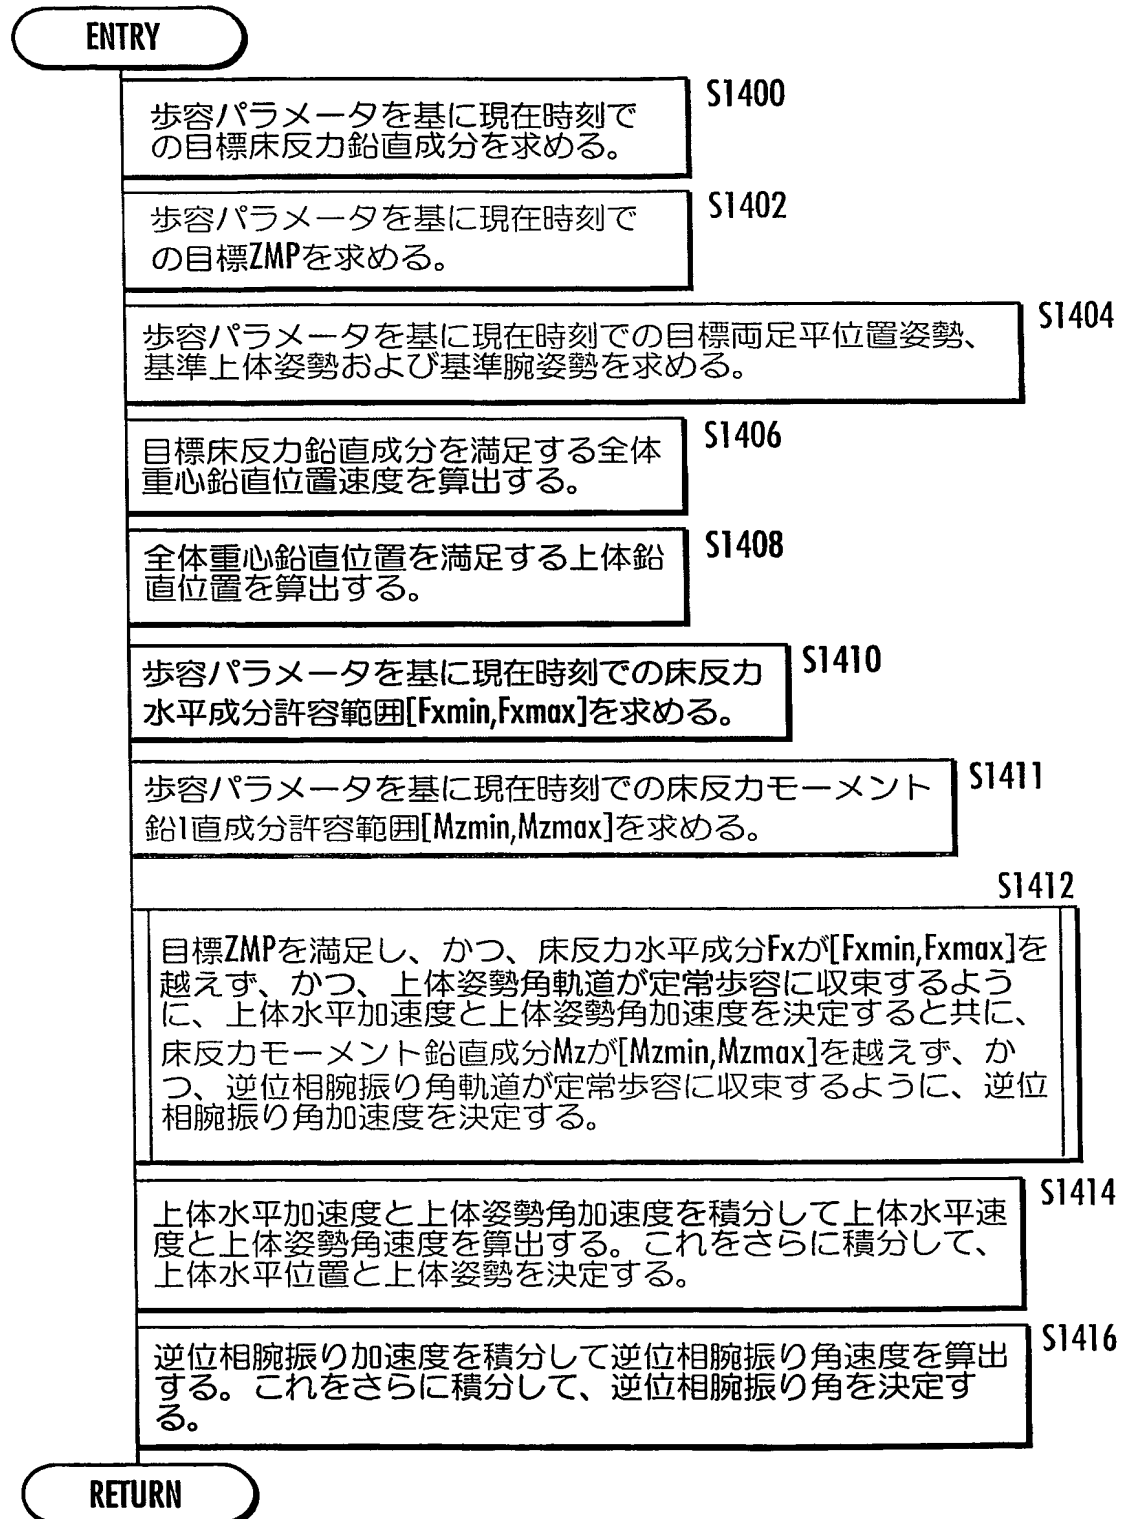 ENTRY
S1400
歩容パラメータを基に現在時刻で
の目標床反力鉛直成分を求める。
S1402
歩容パラメータを基に現在時刻で
の目標ZMPを求める。
S1404
歩容パラメータを基に現在時刻での目標両足平位置姿勢、
基準上体姿勢および基準腕姿勢を求める。
S1406
目標床反力鉛直成分を満足する全体
重心鉛直位置速度を算出する。
S1408
全体重心鉛直位置を満足する上体鉛
直位置を算出する。
S1410
歩容パラメータを基に現在時刻での床反力
水平成分許容範囲[Fxmin,Fxmax]を求める。
S1411
歩容パラメータを基に現在時刻での床反力モーメント
鉛1直成分許容範囲[Mzmin,Mzmax]を求める。
S1412
目標ZMPを満足し、かつ、床反力水平成分Fxが[Fxmin,Fxmax]を
越えず、かつ、上体姿勢角軌道が定常歩容に収束するよう
に、上体水平加速度と上体姿勢角加速度を決定すると共に、
床反力モーメント鉛直成分Mzが[Mzmin,Mzmax]を越えず、か
つ、逆位相腕振り角軌道が定常歩容に収束するように、逆位
相腕振り角加速度を決定する。
S1414
上体水平加速度と上体姿勢角加速度を積分して上体水平速
度と上体姿勢角速度を算出する。これをさらに積分して、
上体水平位置と上体姿勢を決定する。
S1416
逆位相腕振り加速度を積分して逆位相腕振り角速度を算出
する。これをさらに積分して、逆位相腕振り角を決定す
る。
RETURN